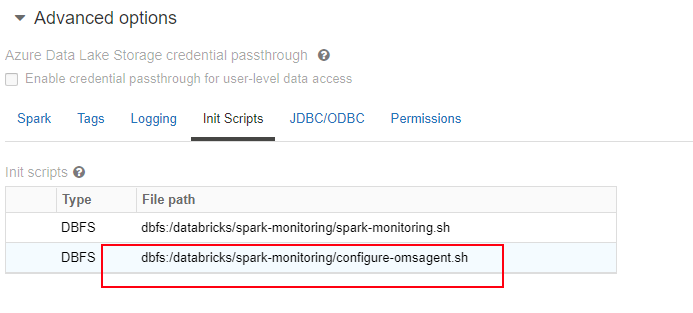 Advanced options
Azure Data Lake Storage credential passthrough
Enable credential passthrough for user-level data access
Spark Tags Logging Init Scripts JDBC/ODBC Permissions
Init scripts
Type File path
DBFS dbfs:/databricks/spark-monitoring/spark-monitoring.sh
DBFS dbfs:/databricks/spark-monitoring/configure-omsagent.sh